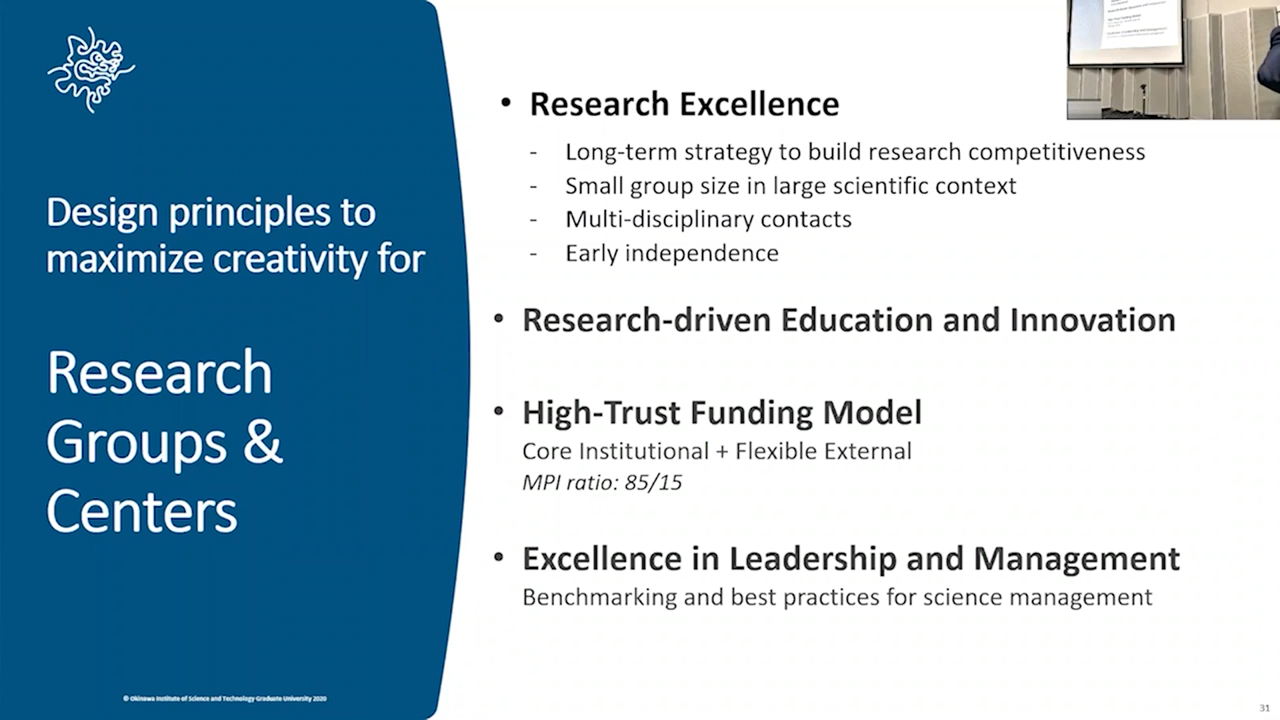 Design principles to
maximize creativity for
Research
Groups &
Centers
© Okinawa Institute of Science and Technology Graduate University 2020
• Research Excellence
- Long-term strategy to build research competitiveness
- Small group size in large scientific context
- Multi-disciplinary contacts
- Early independence
• Research-driven Education and Innovation
• High-Trust Funding Model
Core Institutional + Flexible External
MPI ratio: 85/15
• Excellence in Leadership and Management
Benchmarking and best practices for science management
31